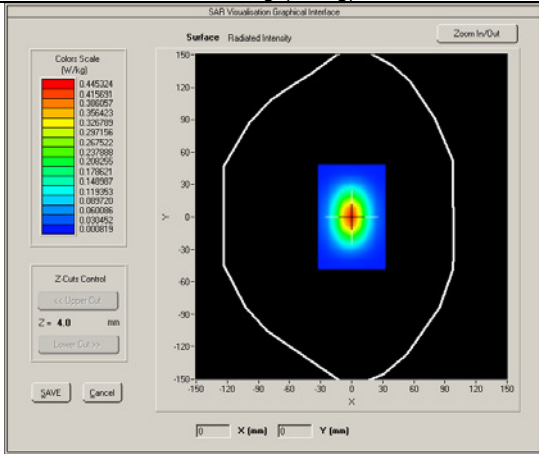 SAR Visualisation Graphical Interface
Surface Radiated Intensity
Zoom In/Out
Colors Scale
(W/kg)
0.445324
0.415691
0.386057
0.356423
0.326789
0.297156
0.267522
0.237888
0.208255
0.178621
0.148987
0.119353
0.089720
0.060086
0.030452
0.000819
Z-Cuts Control
<< Upper Cut
Z = 4.0 mm
Lower Cut >>
SAVE Cancel
150
120
90
60
30
0
-30
-60
-90
-120
-150
Y
-150 -120 -90 -60 -30 0 30 60 90 120 150
X
0 X (mm) 0 Y (mm)